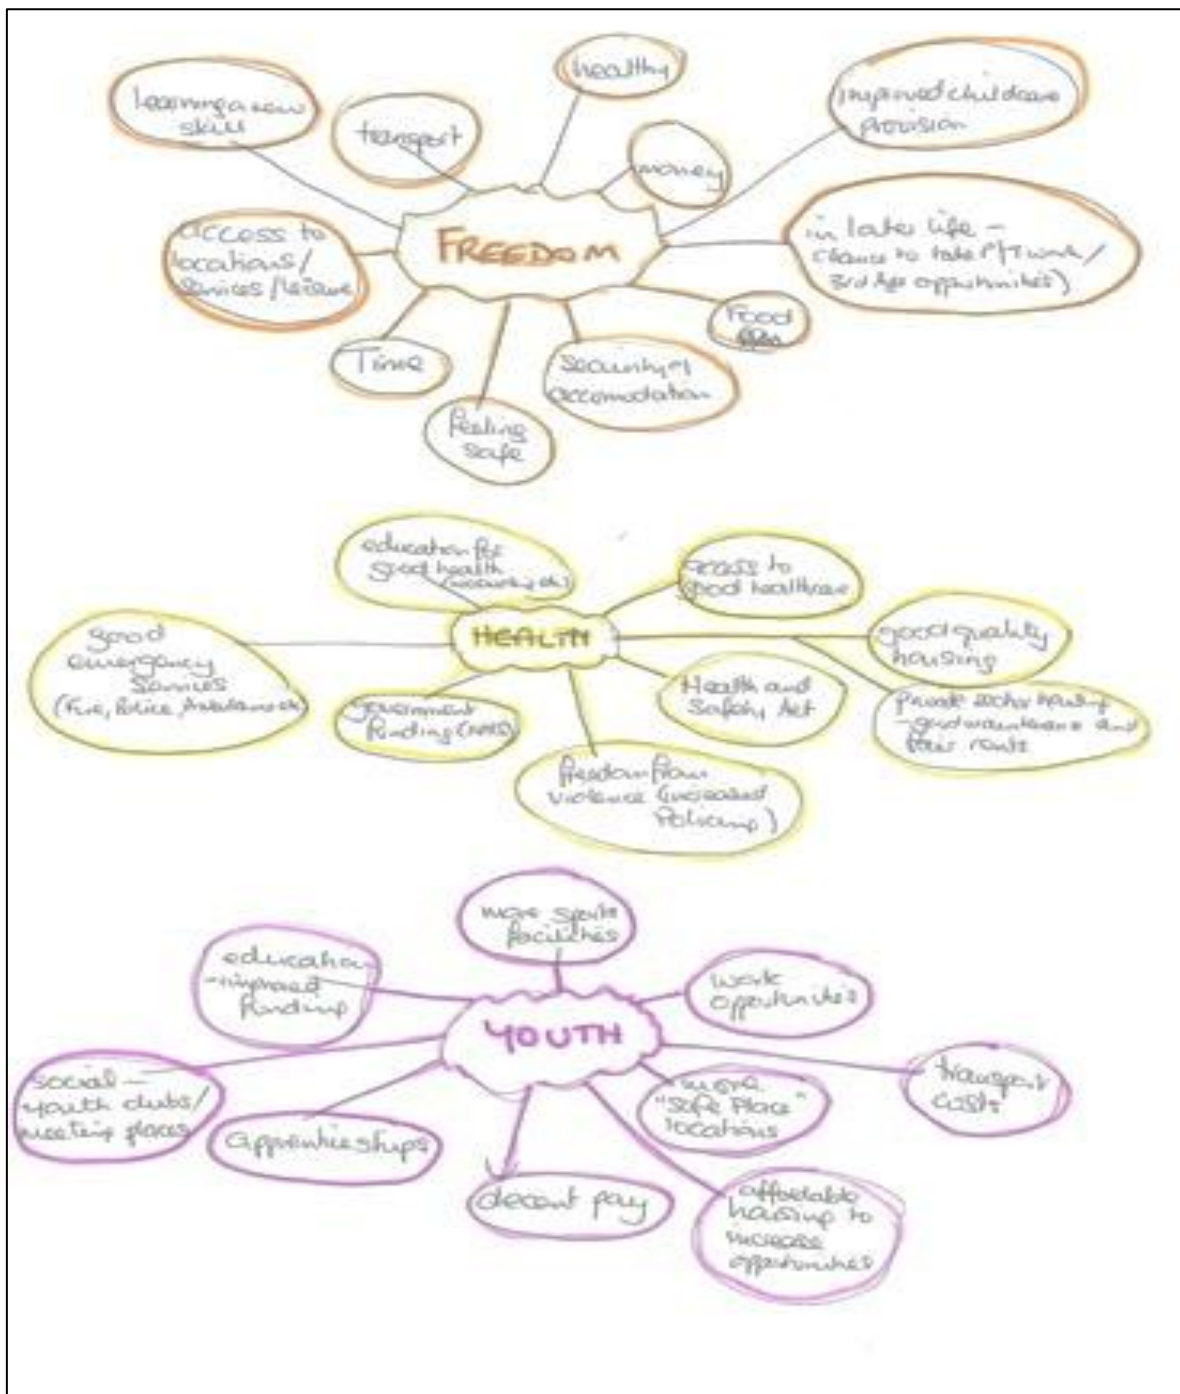 healthy
learning a new
skill
transport
improved childcare
provision
money
FREEDOM
access to
locations/
services/leisure
in later life –
chance to take P/T work/
3rd Age opportunities)
Food
Time
security of
accomodation
feeling
safe
education for
good health
access to
good healthcare
HEALTH
good
emergency
services
(Fire, Police, Ambulance
good quality
housing
government
funding (NHS)
Health and
Safety Act
private sector housing
– good maintenance and
fair rents
freedom from
violence (increased
Policing)
more sports
facilities
education
– improved
funding
work
opportunities
YOUTH
social –
youth clubs/
meeting places
apprenticeships
more
"Safe Place"
locations
transport
costs
decent pay
affordable
housing to
increase
opportunities